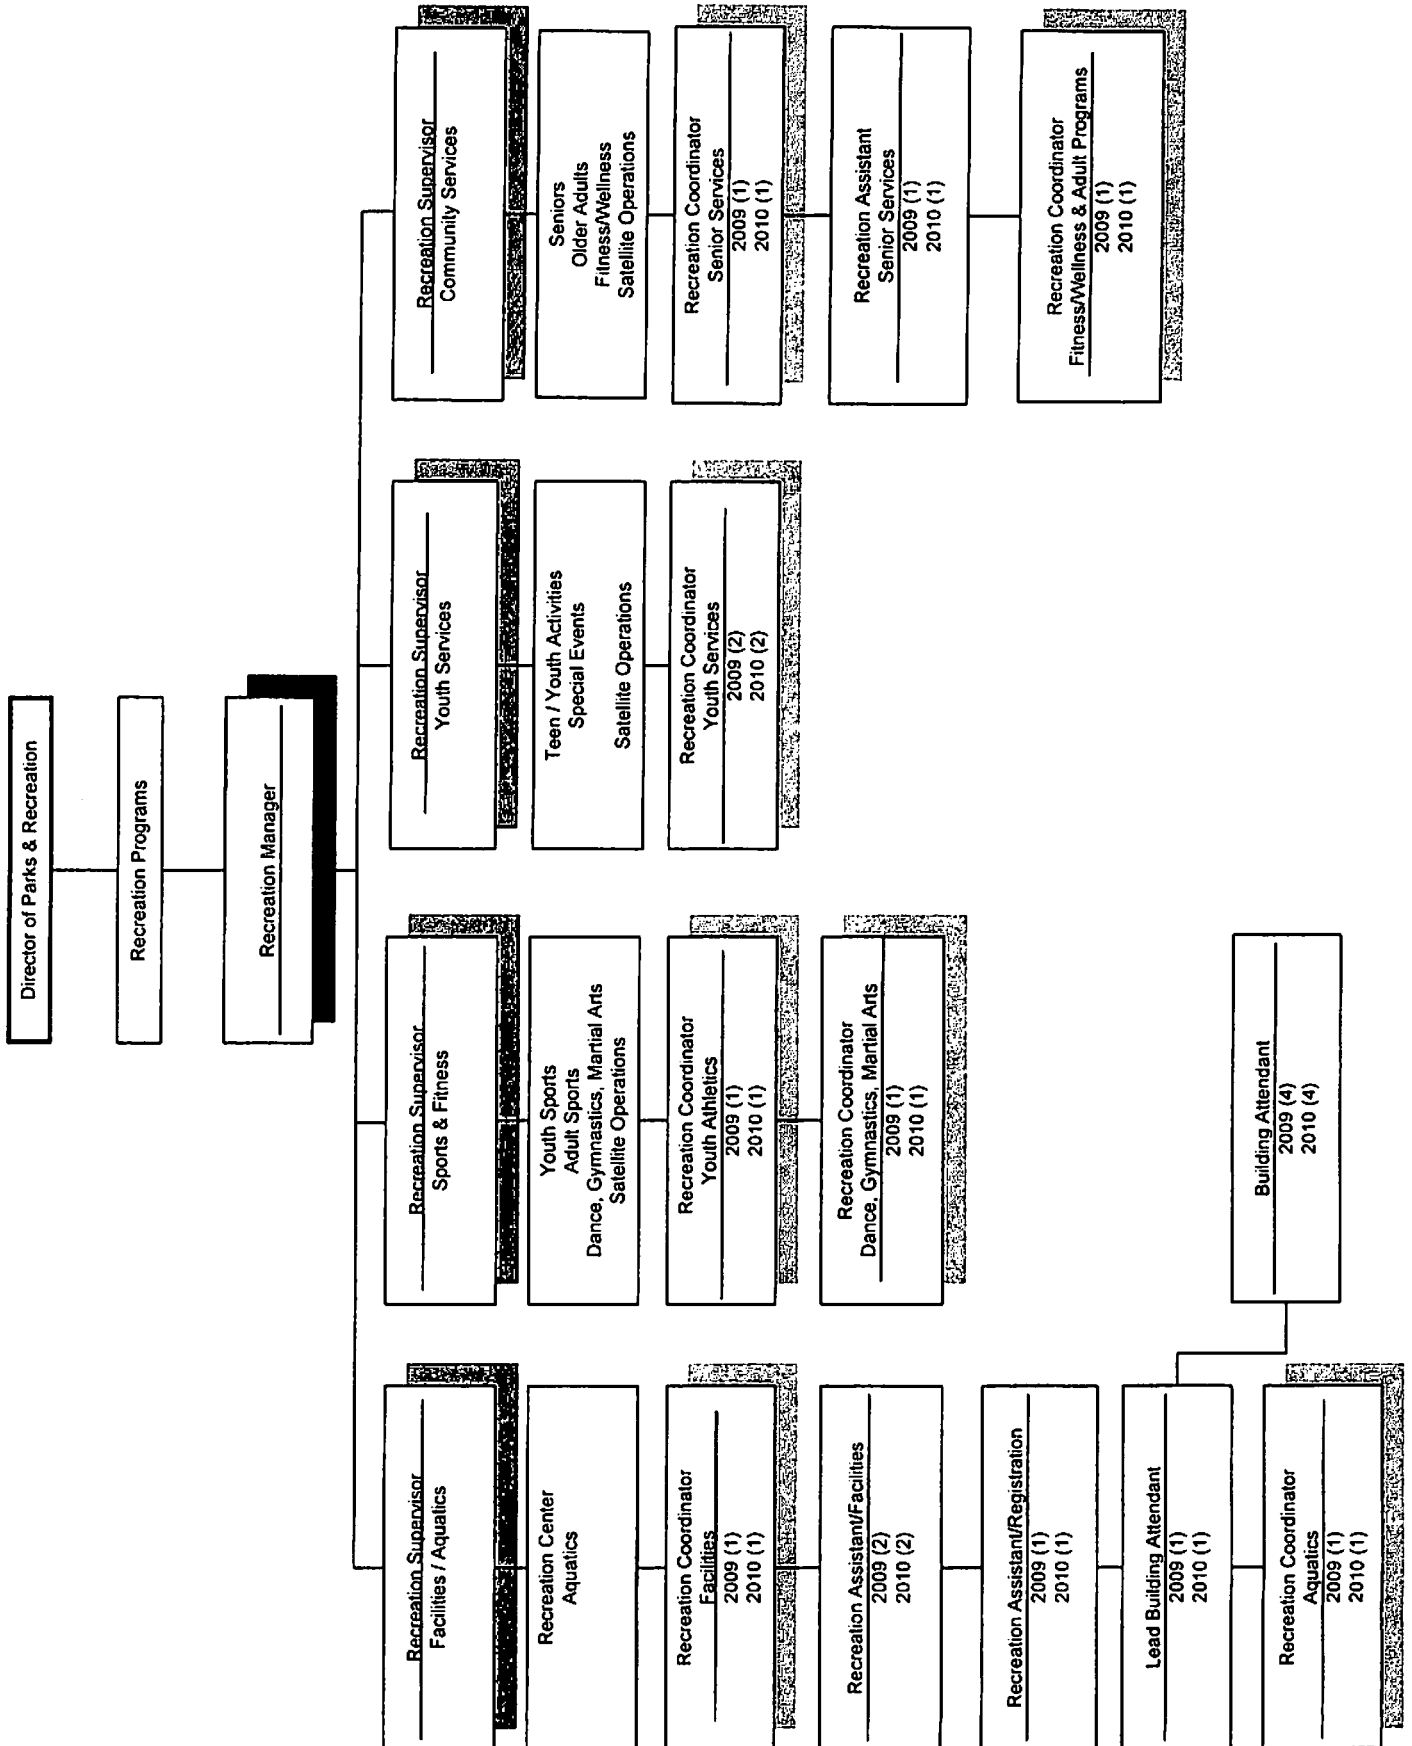 Director of Parks & Recreation
Recreation Programs
Recreation Manager
Recreation Supervisor
Facilities / Aquatics
Recreation Center
Aquatics
Recreation Coordinator
Facilities
2009 (1)
2010 (1)
Recreation Assistant/Facilities
2009 (2)
2010 (2)
Recreation Assistant/Registration
2009 (1)
2010 (1)
Lead Building Attendant
2009 (1)
2010 (1)
Building Attendant
2009 (4)
2010 (4)
Recreation Coordinator
Aquatics
2009 (1)
2010 (1)
Recreation Supervisor
Sports & Fitness
Youth Sports
Adult Sports
Dance, Gymnastics, Martial Arts
Satellite Operations
Recreation Coordinator
Youth Athletics
2009 (1)
2010 (1)
Recreation Coordinator
Dance, Gymnastics, Martial Arts
2009 (1)
2010 (1)
Recreation Supervisor
Youth Services
Teen / Youth Activities
Special Events
Satellite Operations
Recreation Coordinator
Youth Services
2009 (2)
2010 (2)
Recreation Supervisor
Community Services
Seniors
Older Adults
Fitness/Wellness
Satellite Operations
Recreation Coordinator
Senior Services
2009 (1)
2010 (1)
Recreation Assistant
Senior Services
2009 (1)
2010 (1)
Recreation Coordinator
Fitness/Wellness & Adult Programs
2009 (1)
2010 (1)